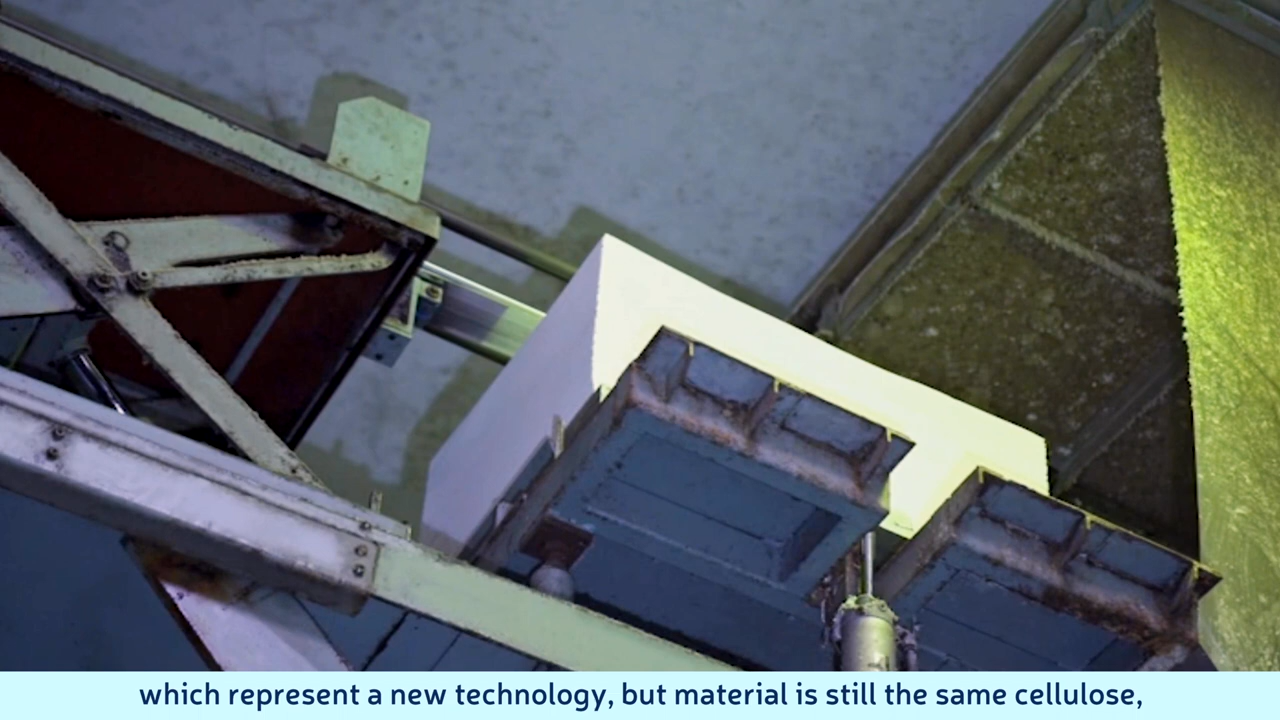 which represent a new technology, but material is still the same cellulose,